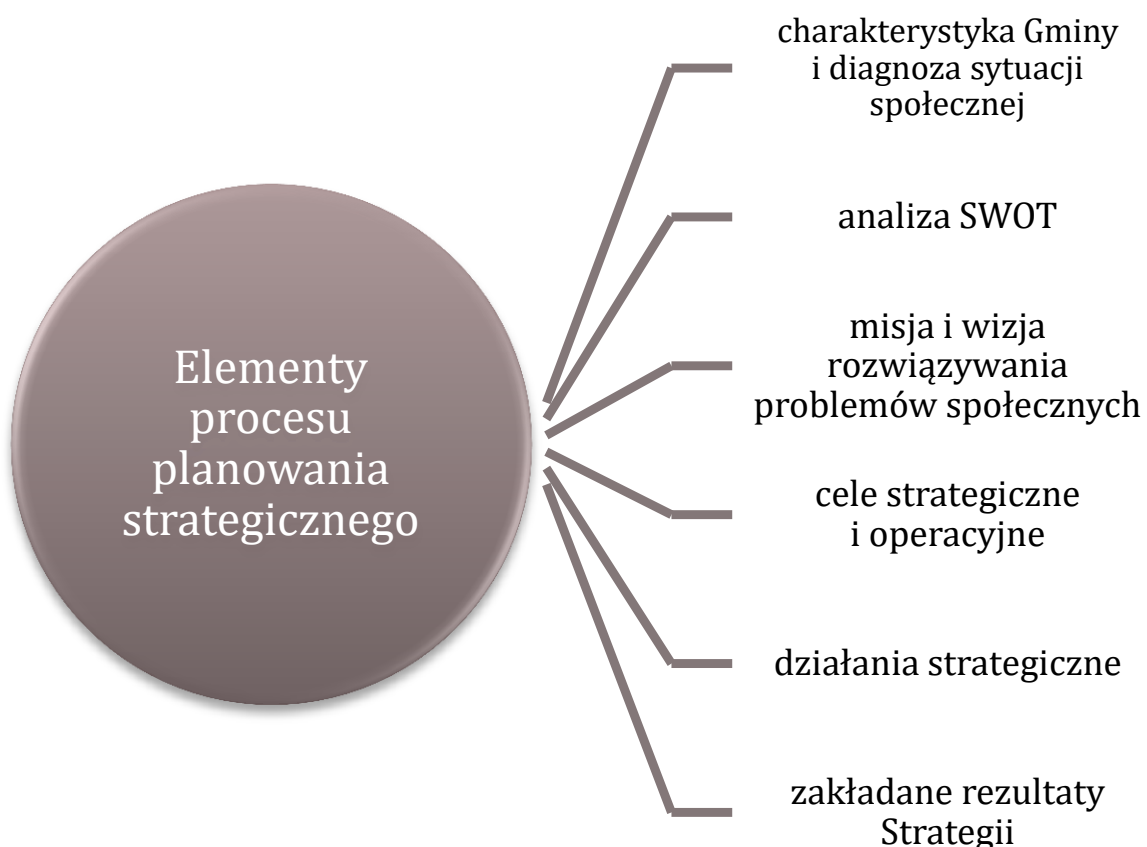 Elementy
procesu
planowania
strategicznego
charakterystyka Gminy
i diagnoza sytuacji
społecznej
analiza SWOT
misja i wizja
rozwiązywania
problemów społecznych
cele strategiczne
i operacyjne
działania strategiczne
zakładane rezultaty
Strategii